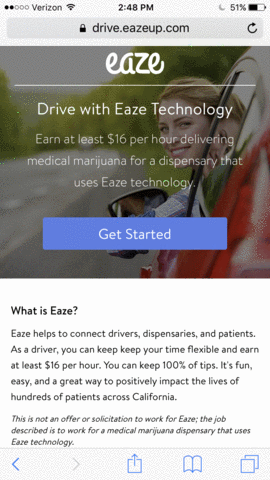 Verizon 2:48 PM 51%
drive.eazeup.com
eaze
Drive with Eaze Technology
Earn at least $16 per hour delivering
medical marijuana for a dispensary that
uses Eaze technology.
Get Started
What is Eaze?
Eaze helps to connect drivers, dispensaries, and patients.
As a driver, you can keep keep your time flexible and earn
at least $16 per hour. You can keep 100% of tips. It's fun,
easy, and a great way to positively impact the lives of
hundreds of patients across California.
This is not an offer or solicitation to work for Eaze; the job
described is to work for a medical marijuana dispensary that uses
Eaze technology.